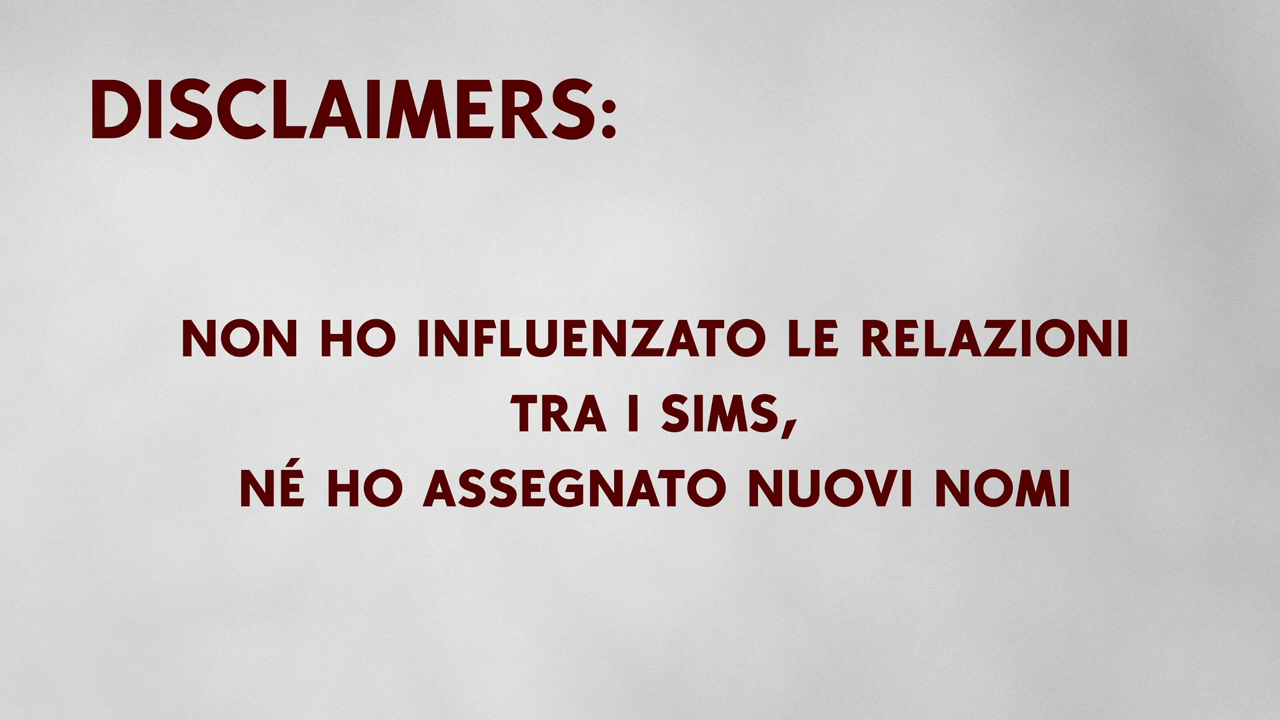 DISCLAIMERS:
NON HO INFLUENZATO LE RELAZIONI
TRA I SIMS,
NÉ HO ASSEGNATO NUOVI NOMI